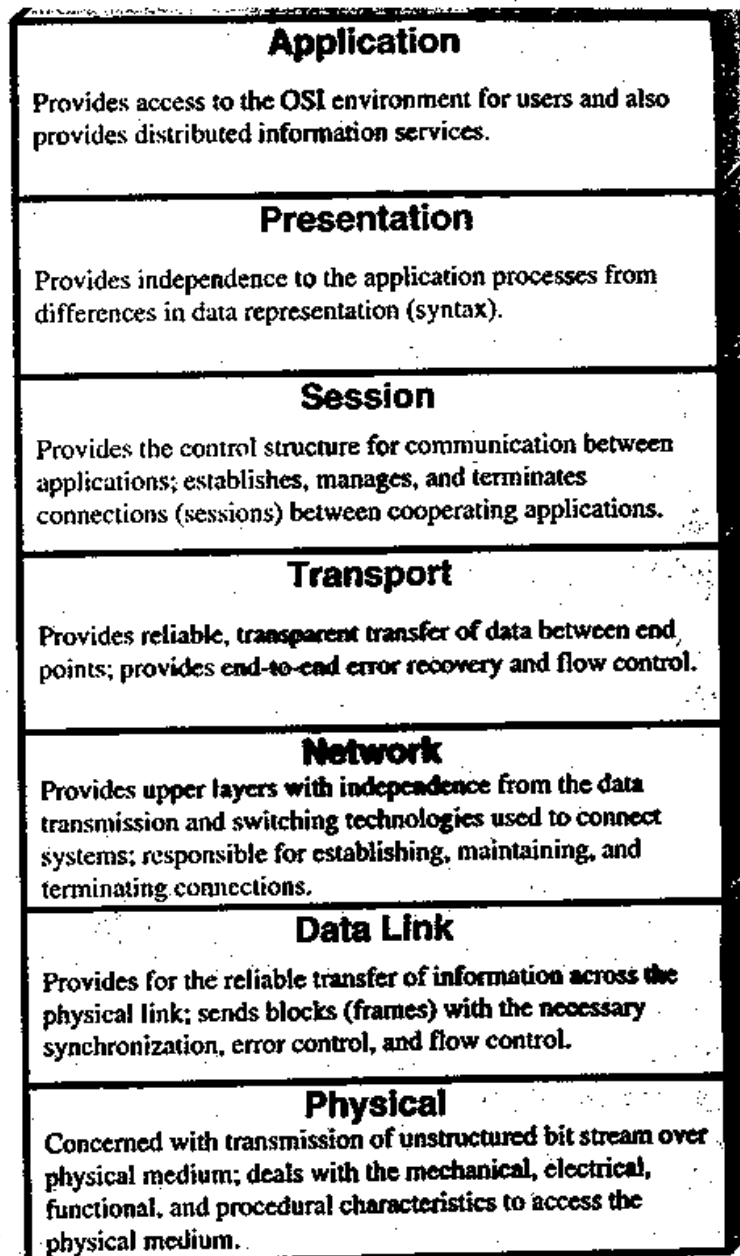 Application
Provides access to the OSI environment for users and also
provides distributed information services.
Presentation
Provides independence to the application processes from
differences in data representation (syntax).
Session
Provides the control structure for communication between
applications; establishes, manages, and terminates
connections (sessions) between cooperating applications.
Transport
Provides reliable, transparent transfer of data between end
points; provides end-to-end error recovery and flow control.
Network
Provides upper layers with independence from the data
transmission and switching technologies used to connect
systems; responsible for establishing, maintaining, and
terminating connections.
Data Link
Provides for the reliable transfer of information across the
physical link; sends blocks (frames) with the necessary
synchronization, error control, and flow control.
Physical
Concerned with transmission of unstructured bit stream over
physical medium; deals with the mechanical, electrical,
functional, and procedural characteristics to access the
physical medium.